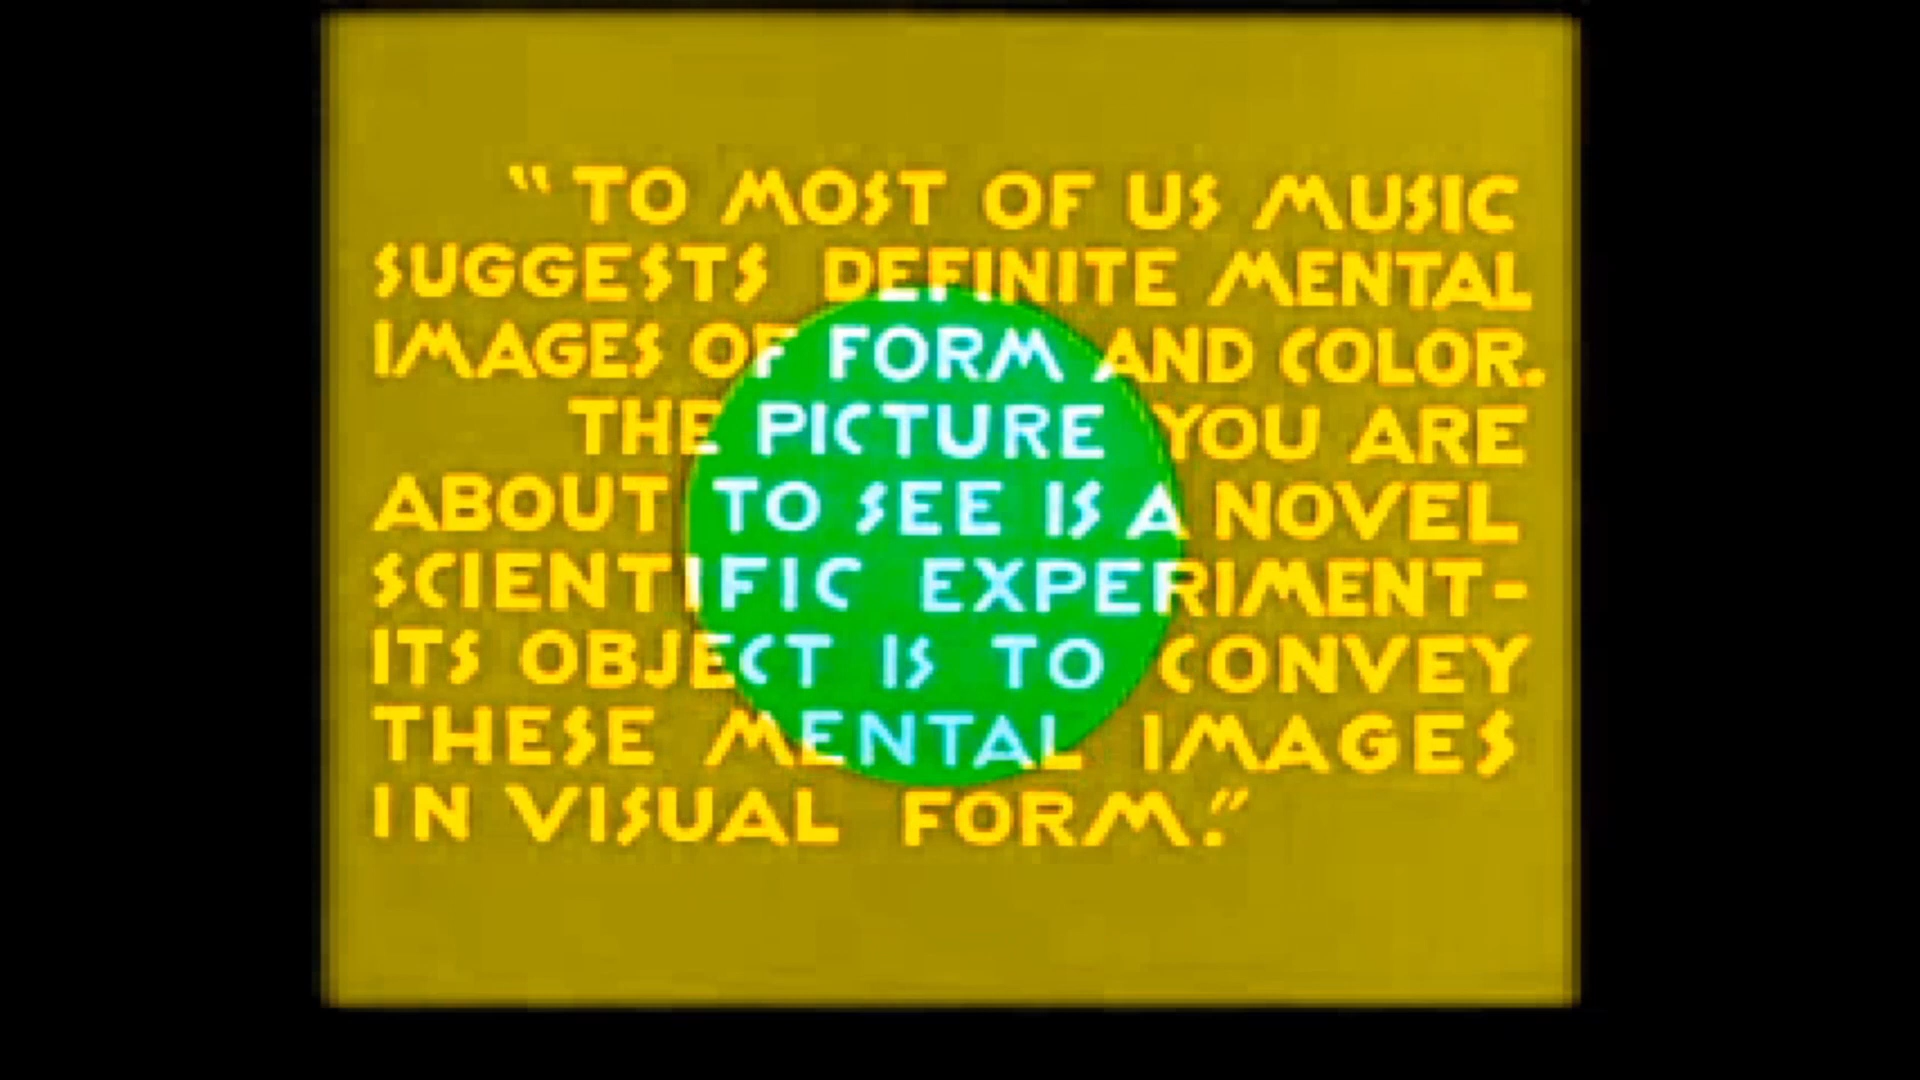 “TO MOST OF US MUSIC
SUGGESTS DEFINITE MENTAL
IMAGES OF FORM AND COLOR.
THE PICTURE YOU ARE
ABOUT TO SEE IS A NOVEL
SCIENTIFIC EXPERIMENT-
ITS OBJECT IS TO CONVEY
THESE MENTAL IMAGES
IN VISUAL FORM.”